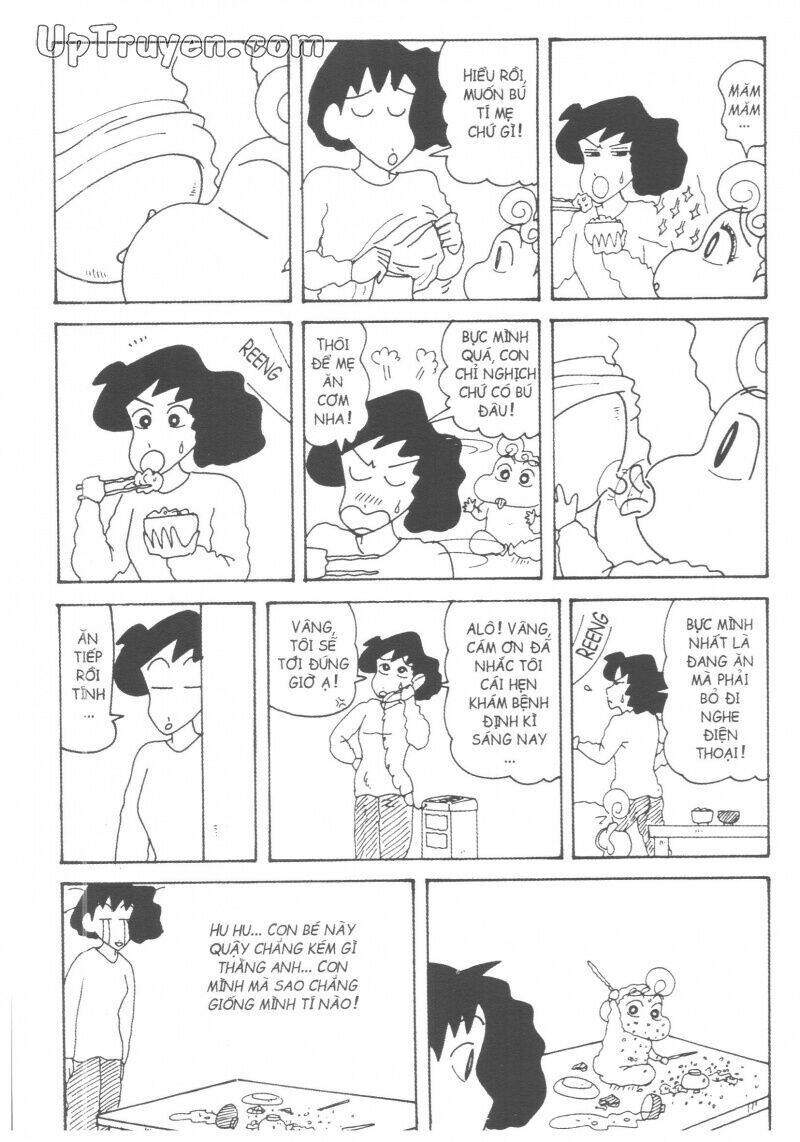 UpTruyen.com
MĂM
MĂM
...
HIỂU RỒI,
MUỐN BÚ
TÍ MẸ
CHỨ GÌ!
BỰC MÌNH
QUÁ, CON
CHỈ NGHỊCH
CHỨ CÓ BÚ
ĐÂU!
THÔI
ĐỂ MẸ
ĂN
CƠM
NHA!
REENG
REENG
BỰC MÌNH
NHẤT LÀ
ĐANG ĂN
MÀ PHẢI
BỎ ĐI
NGHE
ĐIỆN
THOẠI!
ALÔ! VÂNG,
CÁM ƠN ĐÃ
NHẮC TÔI
CÁI HẸN
KHÁM BỆNH
ĐỊNH KÌ
SÁNG NAY
...
VÂNG,
TÔI SẼ
TỚI ĐÚNG
GIỜ Ạ!
ĂN
TIẾP
RỒI
TÍNH
...
HU HU... CON BÉ NÀY
QUẬY CHẲNG KÉM GÌ
THẰNG ANH... CON
MÌNH MÀ SAO CHẲNG
GIỐNG MÌNH TÍ NÀO!